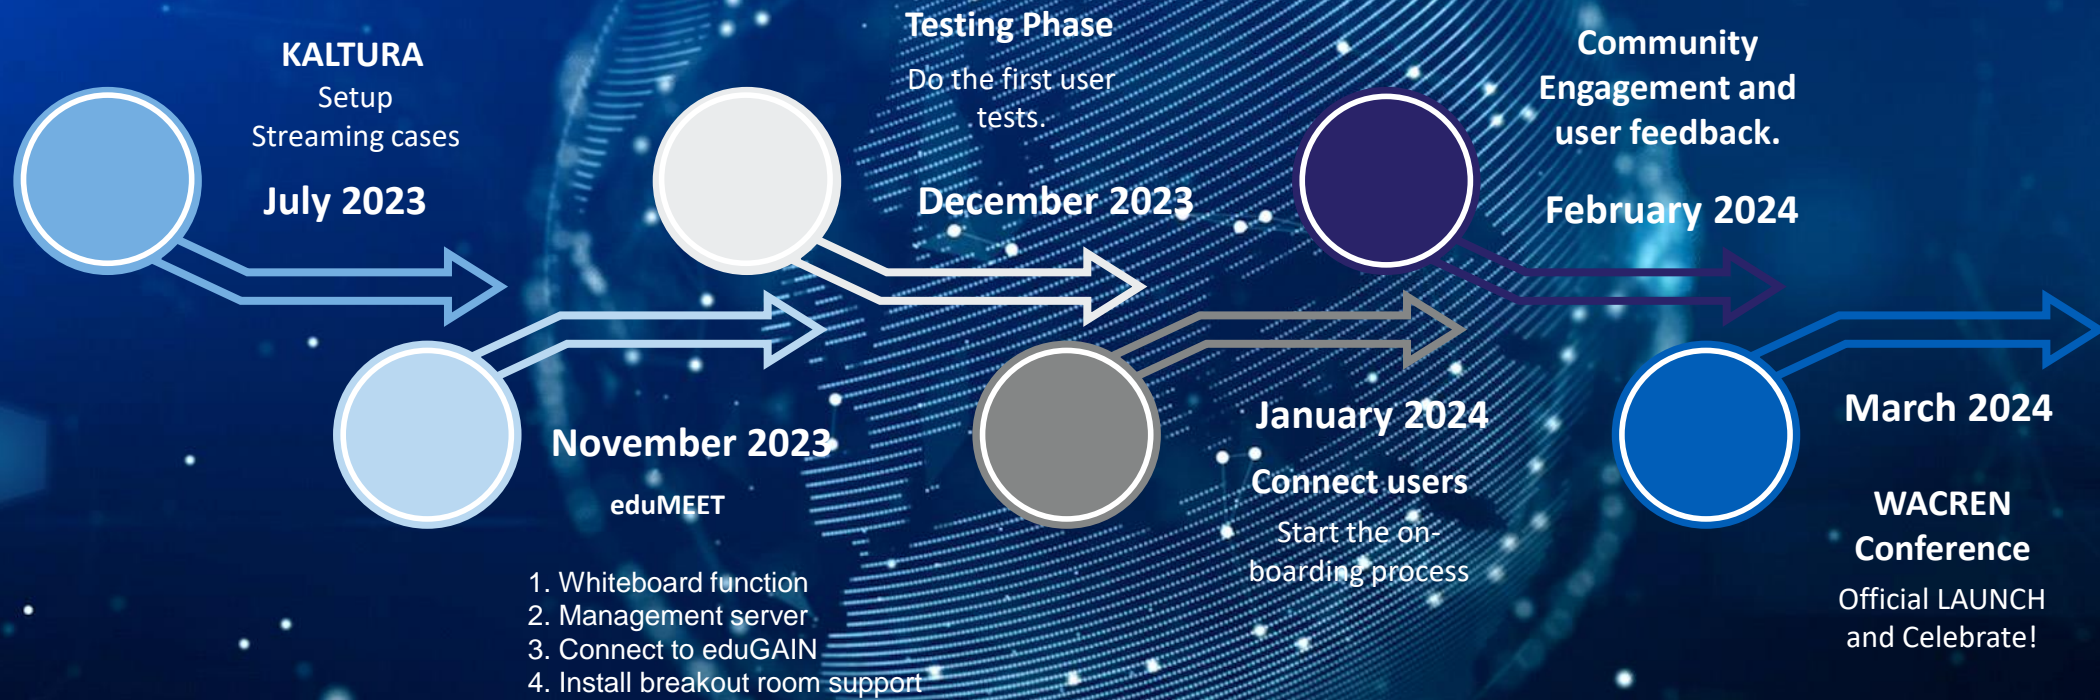 KALTURA
Setup
Streaming cases
July 2023
November 2023
eduMEET
1. Whiteboard function
2. Management server
3. Connect to eduGAIN
4. Install breakout room support
Testing Phase
Do the first user
tests.
December 2023
January 2024
Connect users
Start the on-
boarding process
Community
Engagement and
user feedback.
February 2024
March 2024
WACREN
Conference
Official LAUNCH
and Celebrate!